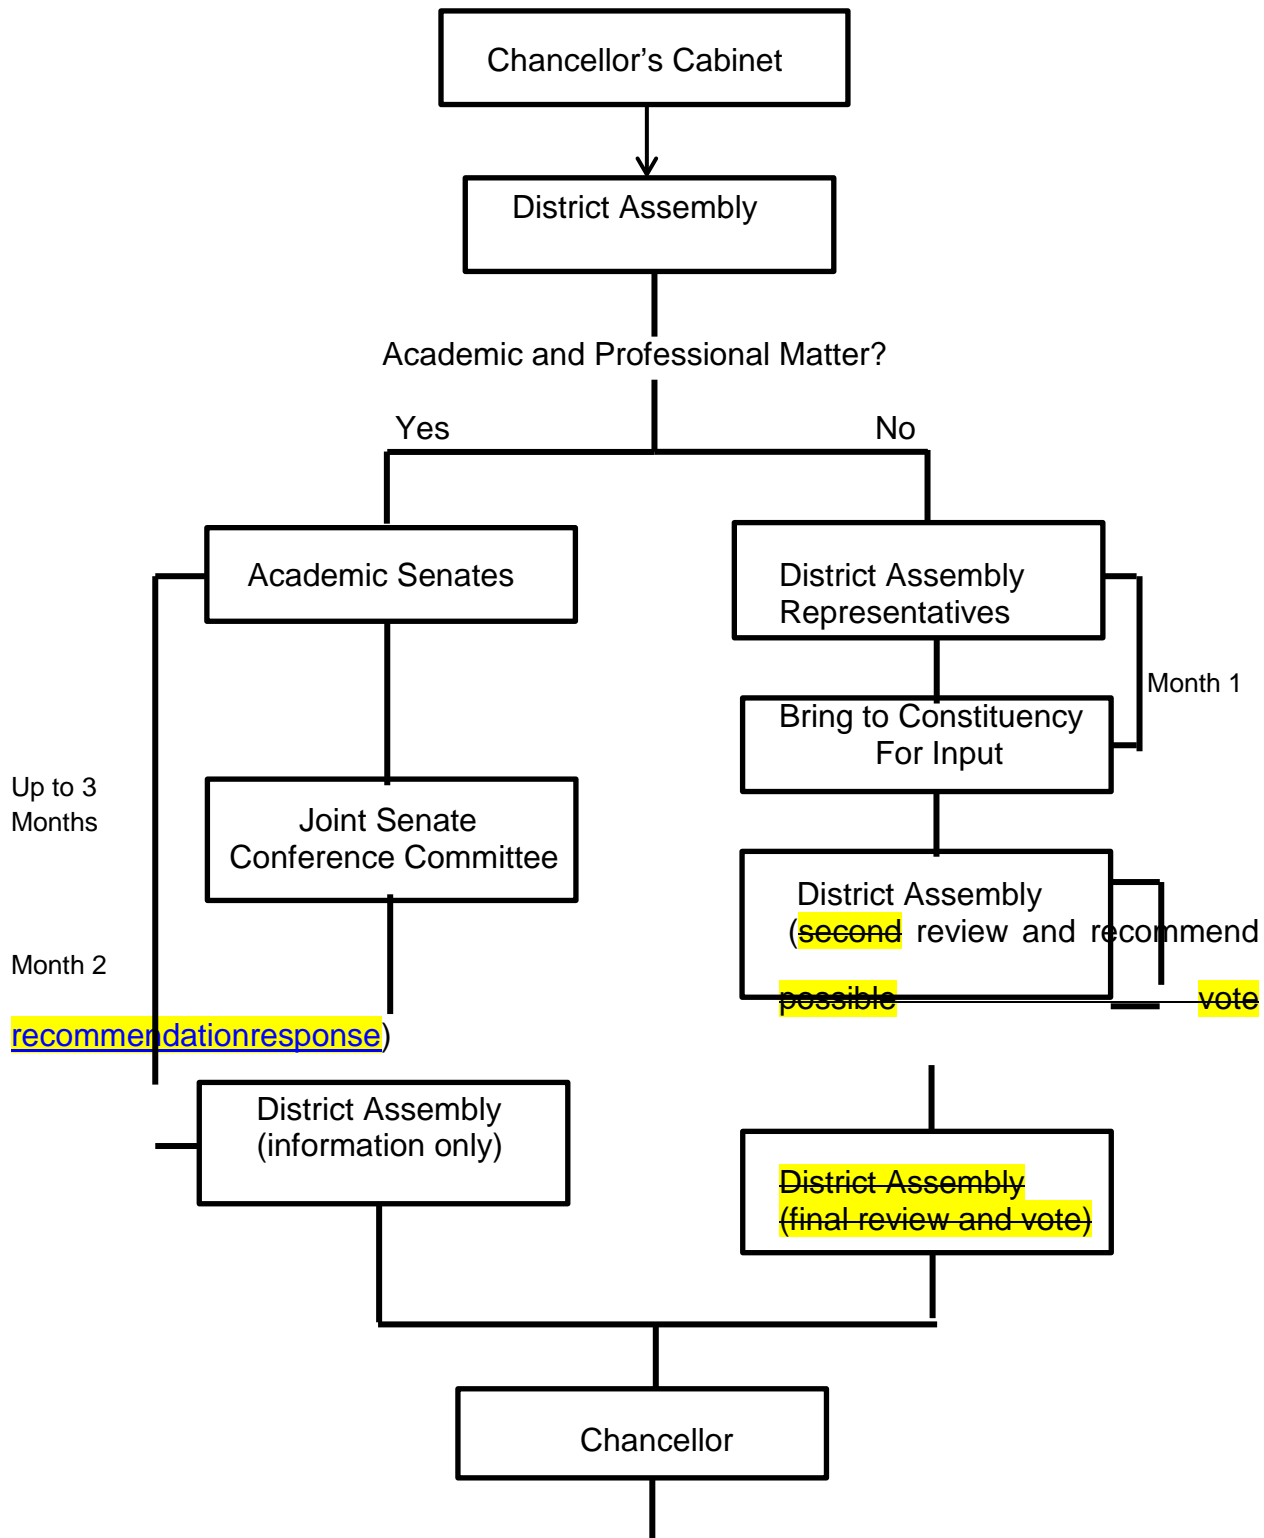 Chancellor's Cabinet
District Assembly
Academic and Professional Matter?
Yes
No
Academic Senates
District Assembly
Representatives
Month 1
Bring to Constituency
For Input
Up to 3
Months
Joint Senate
Conference Committee
District Assembly
(second review and recommend
Month 2
possible vote
recommendationresponse)
District Assembly
(information only)
District Assembly
(final review and vote)
Chancellor